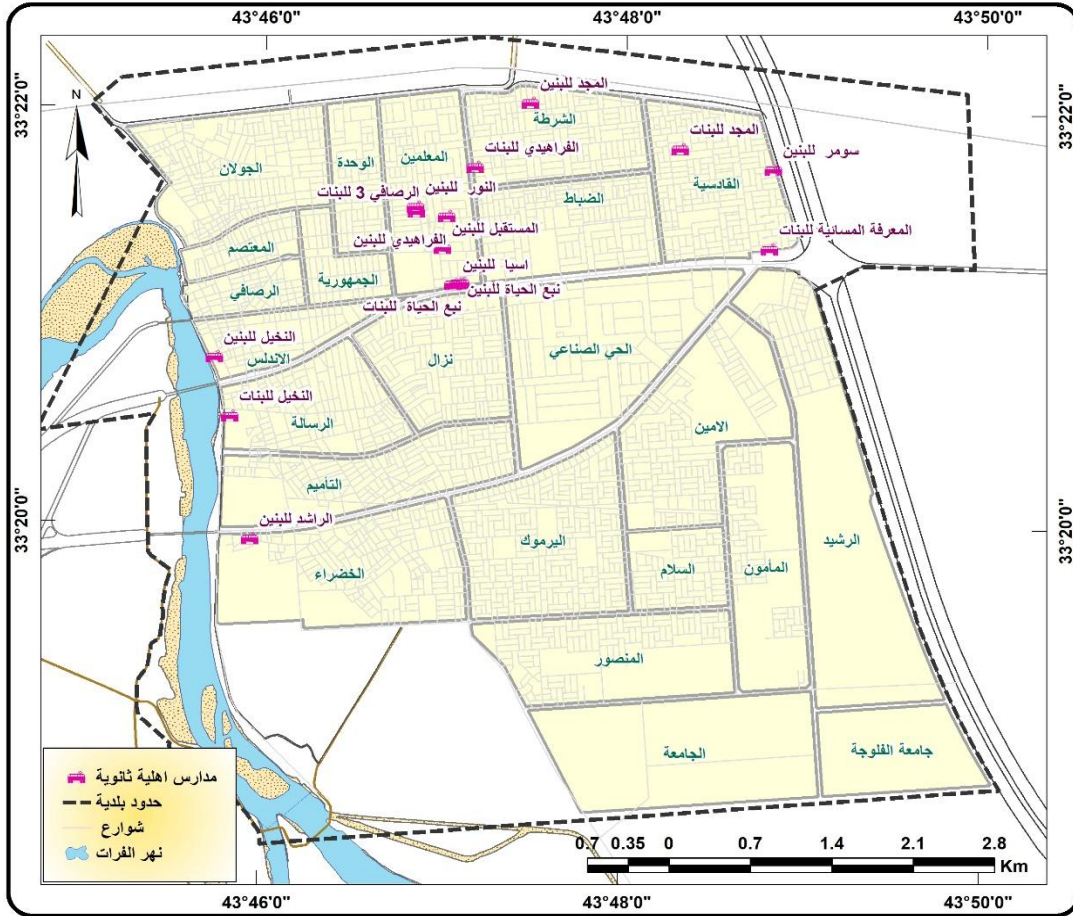 43°46'0"
43°48'0"
43°50'0"
33°22'0"
33°22'0"
N
المجد للبنين
الشرطة
المجد للبنات
سومر للبنين
الفراهيدي للبنات
المعلمين
الوحدة
الجولان
القادسية
الضباط
النور للبنين
الرصافي 3 للبنات
المستقبل للبنين
المعرفة المسائية للبنات
الفراهيدي للبنين
المعتصم
اسيا للبنين
الجمهورية
الرصافي
نبع الحياة للبنين
نبع الحياة للبنات
النخيل للبنين
الاندلس
نزال
الحي الصناعي
النخيل للبنات
الرسالة
الامين
التأميم
الراشد للبنين
33°20'0"
33°20'0"
اليرموك
الرشيد
الخضراء
السلام
المأمون
المنصور
الجامعة
جامعة الفلوجة
مدارس اهلية ثانوية
حدود بلدية
شوارع
نهر الفرات
0.7 0.35 0 0.7 1.4 2.1 2.8
Km
43°46'0"
43°48'0"
43°50'0"